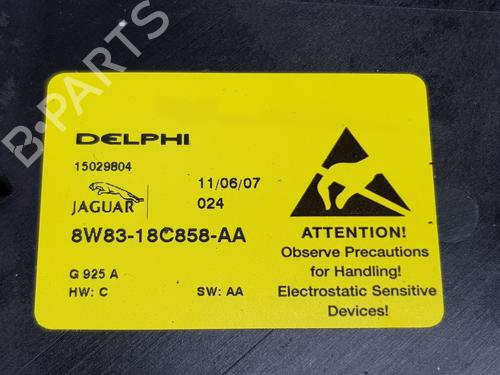 B-PARTS
DELPHI
15029804
11/06/07
024
JAGUAR
8W83-18C858-AA
G 925 A
HW: C
SW: AA
ATTENTION!
Observe Precautions
for Handling!
Electrostatic Sensitive
Devices!